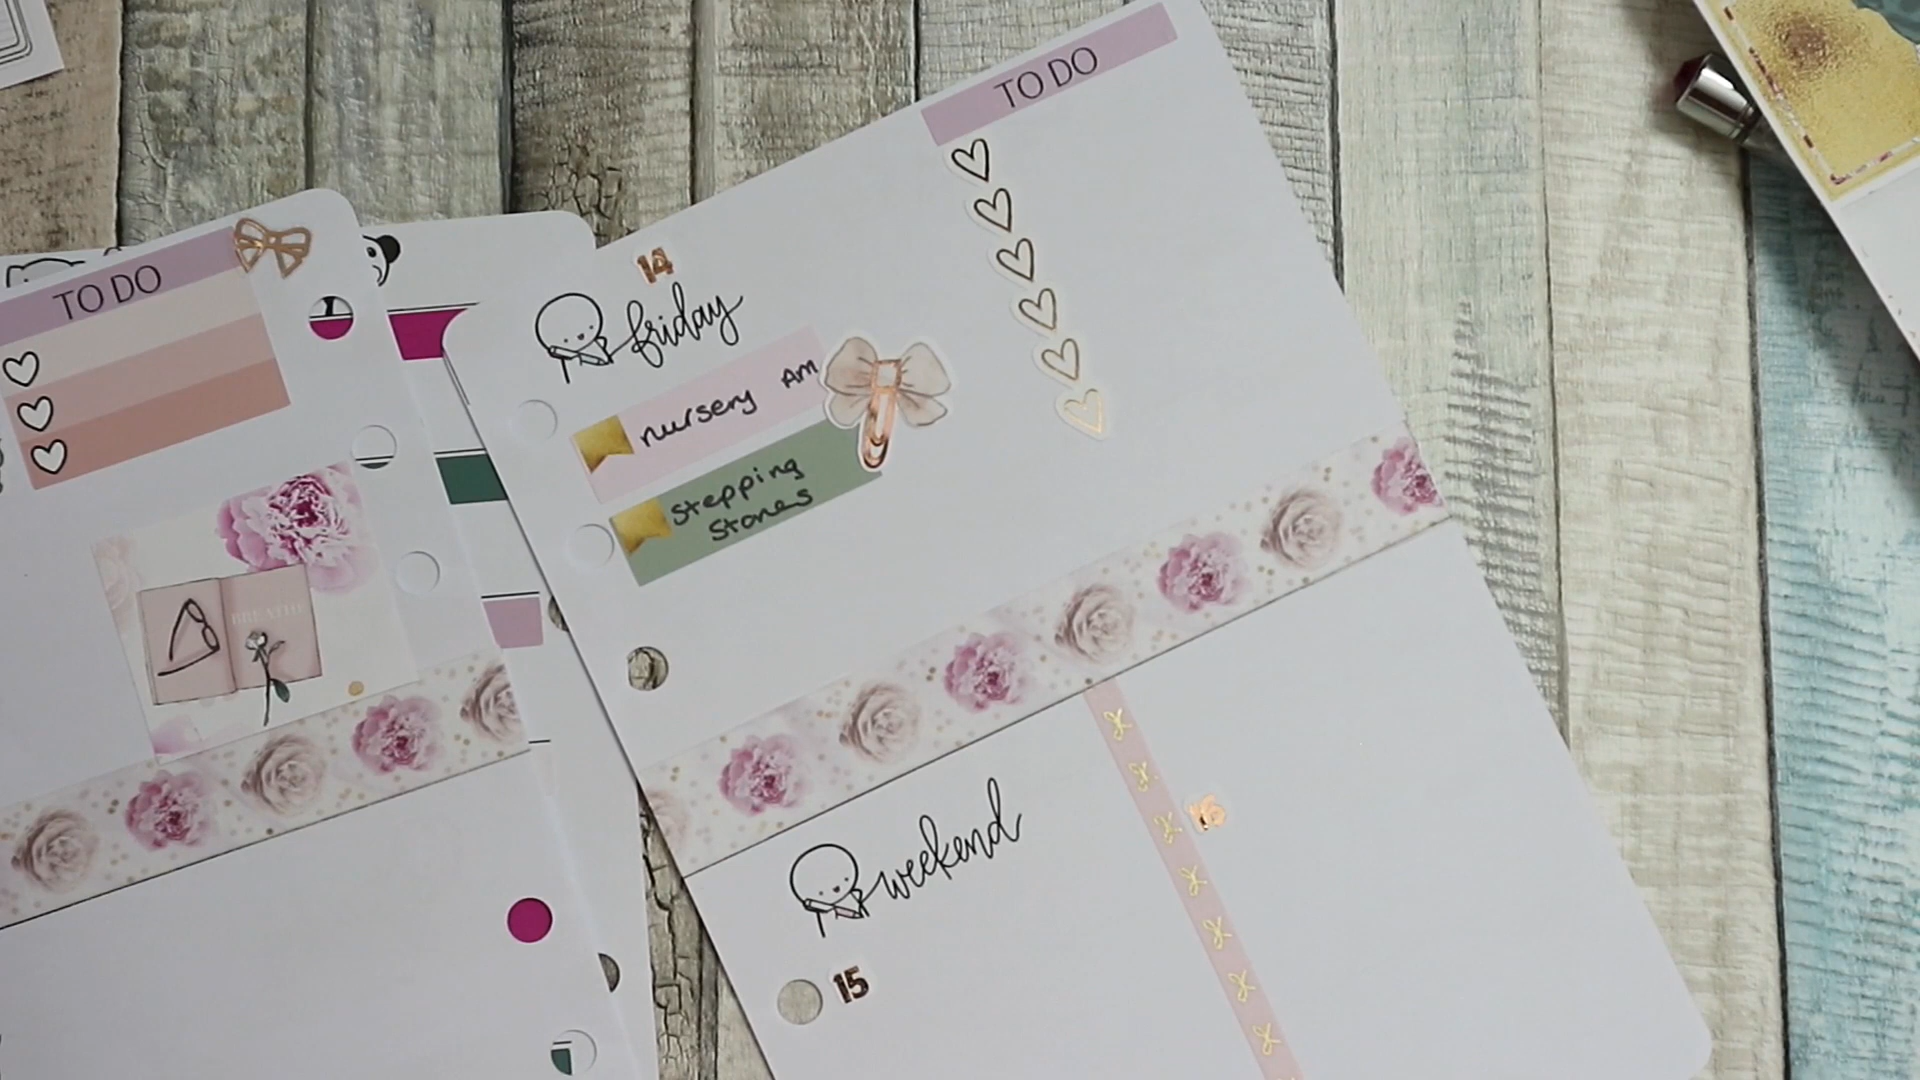 TO DO
BREATHE
14
friday
nursery AM
stepping
stones
TO DO
weekend
15
16